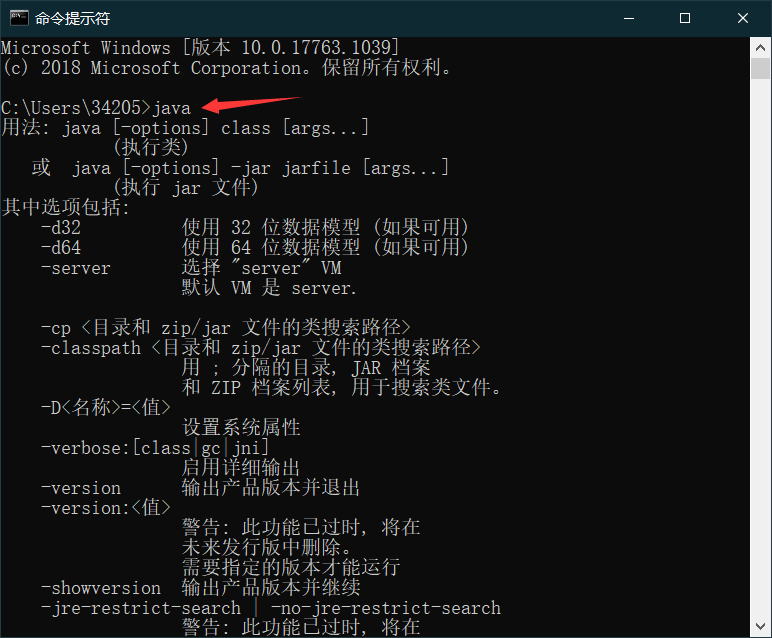 命令提示符
Microsoft Windows [版本 10.0.17763.1039]
(c) 2018 Microsoft Corporation。保留所有权利。
C:\Users\34205>java
用法: java [-options] class [args...]
(执行类)
或  java [-options] -jar jarfile [args...]
(执行 jar 文件)
其中选项包括:
-d32          使用 32 位数据模型 (如果可用)
-d64          使用 64 位数据模型 (如果可用)
-server       选择 "server" VM
默认 VM 是 server.
-cp <目录和 zip/jar 文件的类搜索路径>
-classpath <目录和 zip/jar 文件的类搜索路径>
用 ; 分隔的目录, JAR 档案
和 ZIP 档案列表, 用于搜索类文件。
-D<名称>=<值>
设置系统属性
-verbose:[class|gc|jni]
启用详细输出
-version      输出产品版本并退出
-version:<值>
警告: 此功能已过时, 将在
未来发行版中删除。
需要指定的版本才能运行
-showversion  输出产品版本并继续
-jre-restrict-search | -no-jre-restrict-search
警告: 此功能已过时, 将在